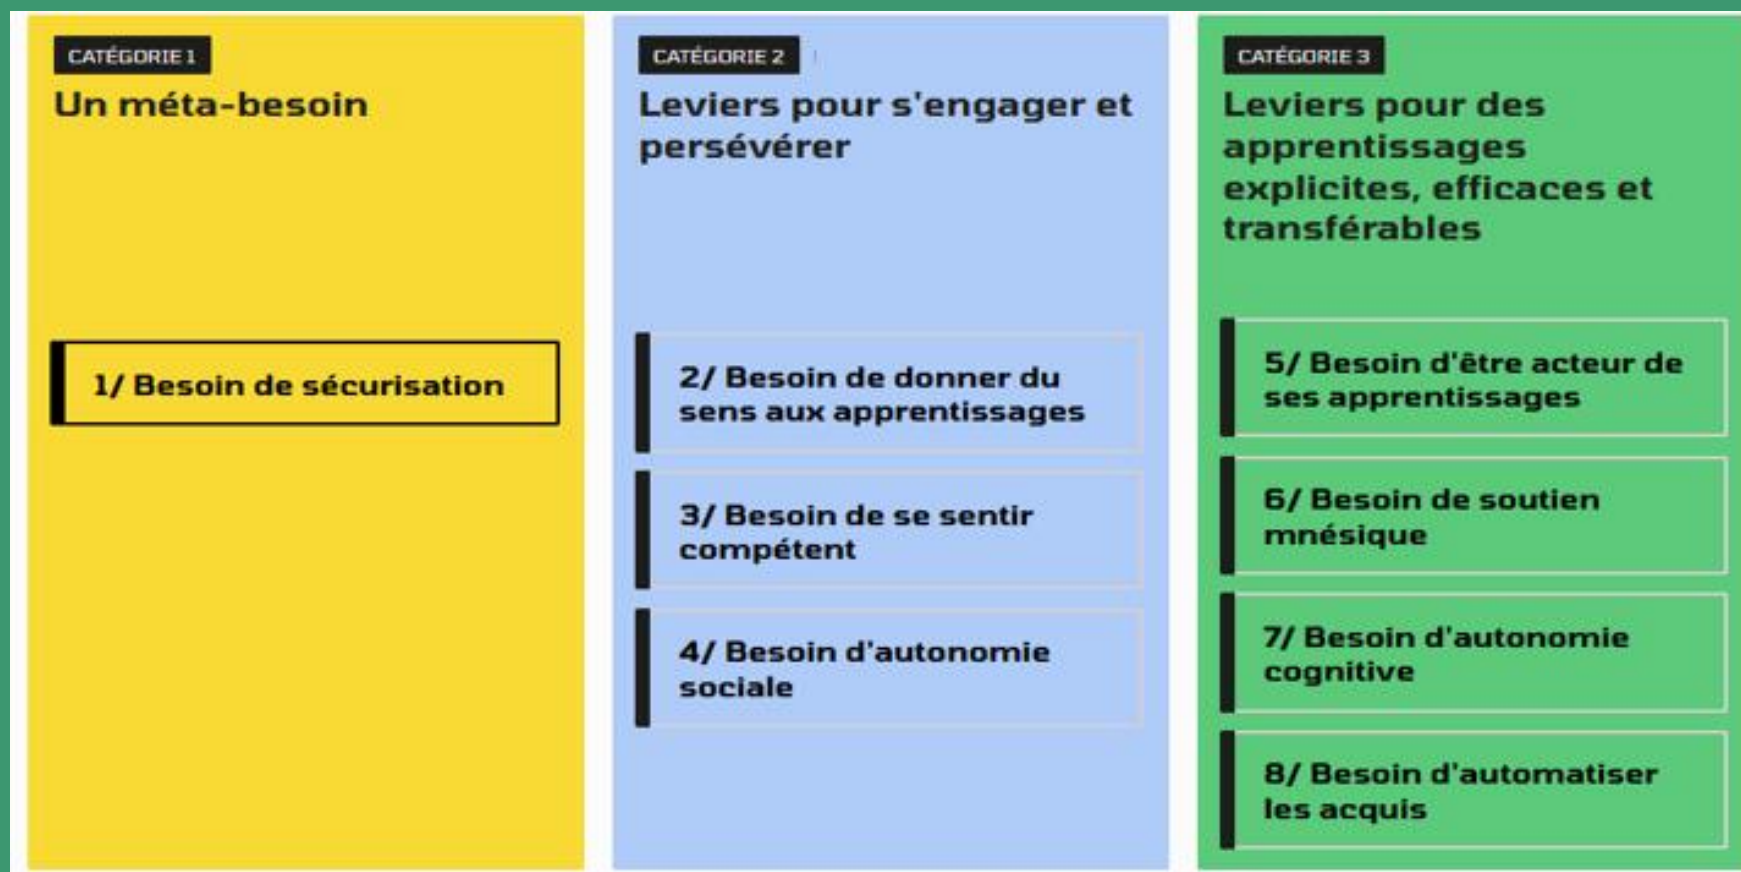 CATÉGORIE 1
Un méta-besoin
1/ Besoin de sécurisation
CATÉGORIE 2
Leviers pour s'engager et
persévérer
2/ Besoin de donner du
sens aux apprentissages
3/ Besoin de se sentir
compétent
4/ Besoin d'autonomie
sociale
CATÉGORIE 3
Leviers pour des
apprentissages
explicites, efficaces et
transférables
5/ Besoin d'être acteur de
ses apprentissages
6/ Besoin de soutien
mnésique
7/ Besoin d'autonomie
cognitive
8/ Besoin d'automatiser
les acquis